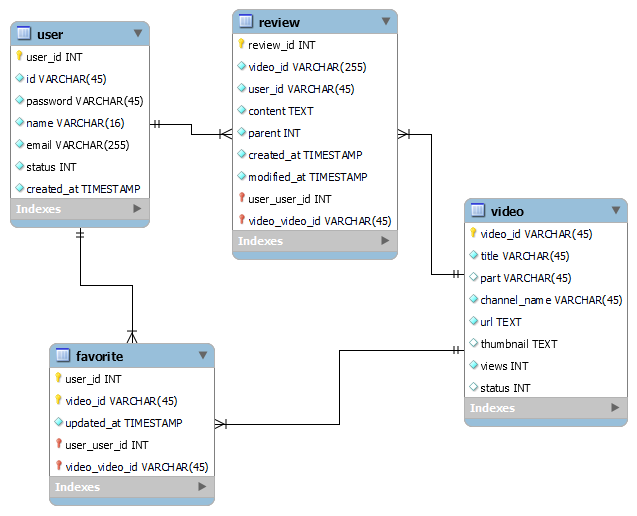 user
user_id INT
id VARCHAR(45)
password VARCHAR(45)
name VARCHAR(16)
email VARCHAR(255)
status INT
created_at TIMESTAMP
Indexes
review
review_id INT
video_id VARCHAR(255)
user_id VARCHAR(45)
content TEXT
parent INT
created_at TIMESTAMP
modified_at TIMESTAMP
user_user_id INT
video_video_id VARCHAR(45)
Indexes
video
video_id VARCHAR(45)
title VARCHAR(45)
part VARCHAR(45)
channel_name VARCHAR(45)
url TEXT
thumbnail TEXT
views INT
status INT
Indexes
favorite
user_id INT
video_id VARCHAR(45)
updated_at TIMESTAMP
user_user_id INT
video_video_id VARCHAR(45)
Indexes